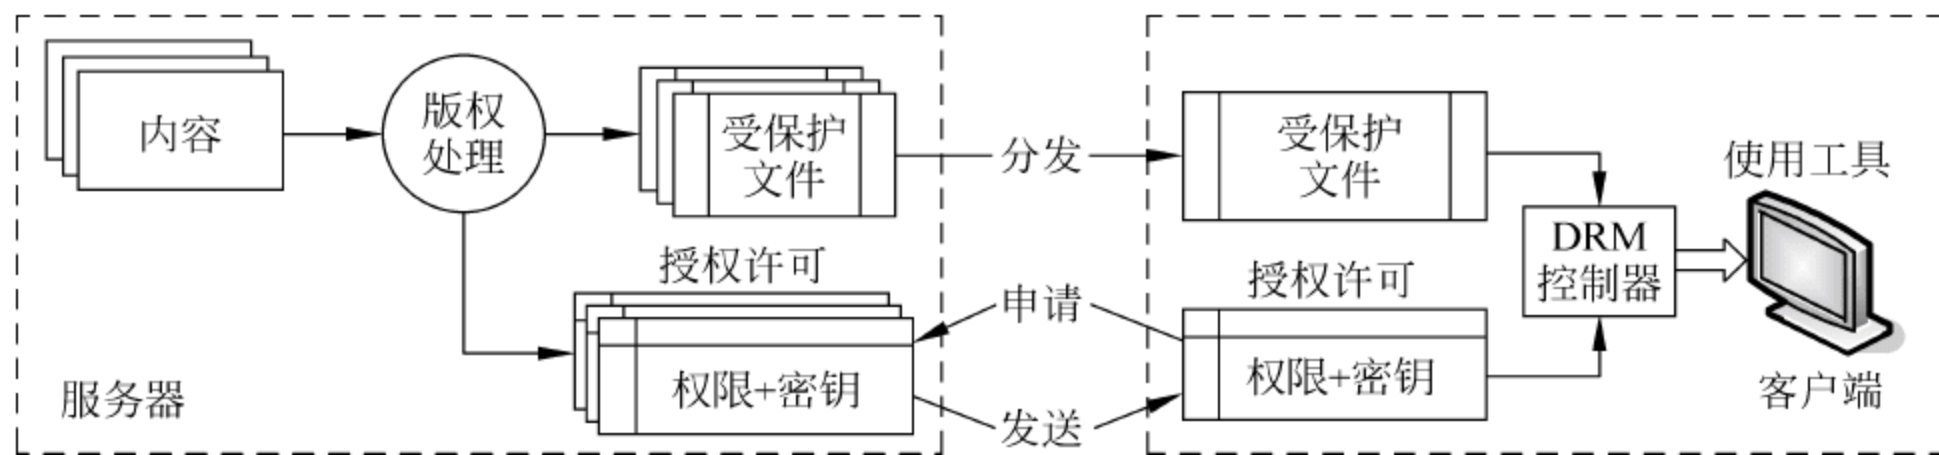 内容
版权
处理
受保护
文件
授权许可
权限+密钥
服务器
分发
申请
发送
受保护
文件
授权许可
权限+密钥
DRM
控制器
使用工具
客户端